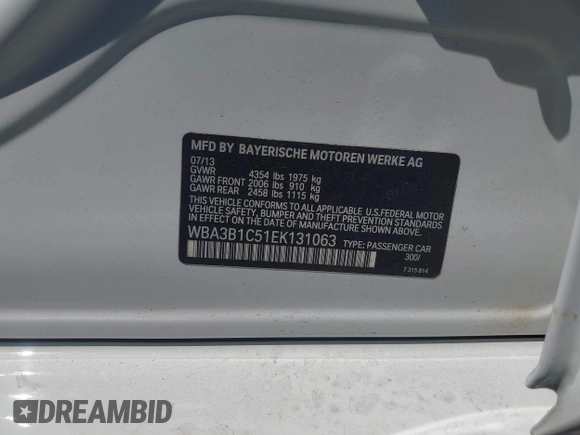 MFD BY BAYERISCHE MOTOREN WERKE AG
07/13
GVWR 4354 lbs 1975 kg
GAWR FRONT 2006 lbs 910 kg
GAWR REAR 2458 lbs 1115 kg
THIS VEHICLE CONFORMS TO ALL APPLICABLE U.S.FEDERAL MOTOR
VEHICLE SAFETY, BUMPER, AND THEFT PREVENTION STANDARDS
IN EFFECT ON THE DATE OF MANUFACTURE SHOWN ABOVE.
WBA3B1C51EK131063 TYPE: PASSENGER CAR
300/
7 315 814
DREAMBID